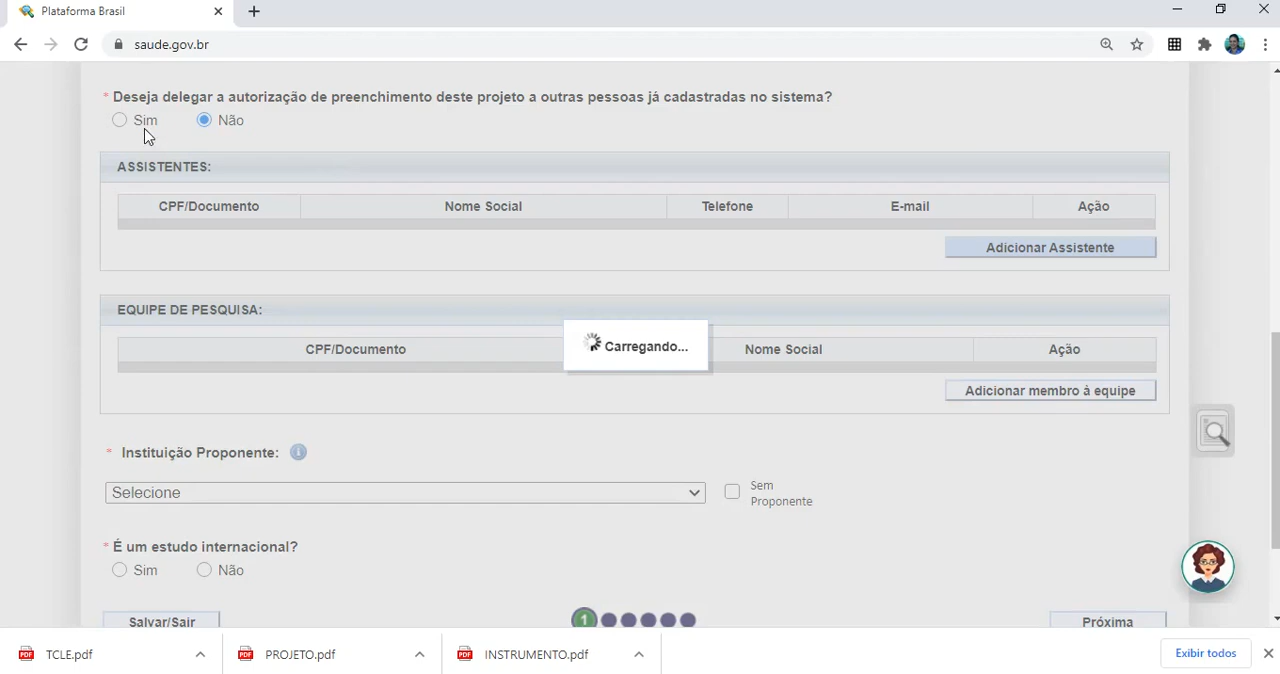 Plataforma Brasil
saude.gov.br
* Deseja delegar a autorização de preenchimento deste projeto a outras pessoas já cadastradas no sistema?
Sim Não
ASSISTENTES:
CPF/Documento Nome Social Telefone E-mail Ação
Adicionar Assistente
EQUIPE DE PESQUISA:
CPF/Documento Nome Social Ação
Carregando...
Adicionar membro à equipe
* Instituição Proponente:
Selecione
Sem
Proponente
* É um estudo internacional?
Sim Não
Salvar/Sair 1 Próxima
TCLE.pdf PROJETO.pdf INSTRUMENTO.pdf Exibir todos